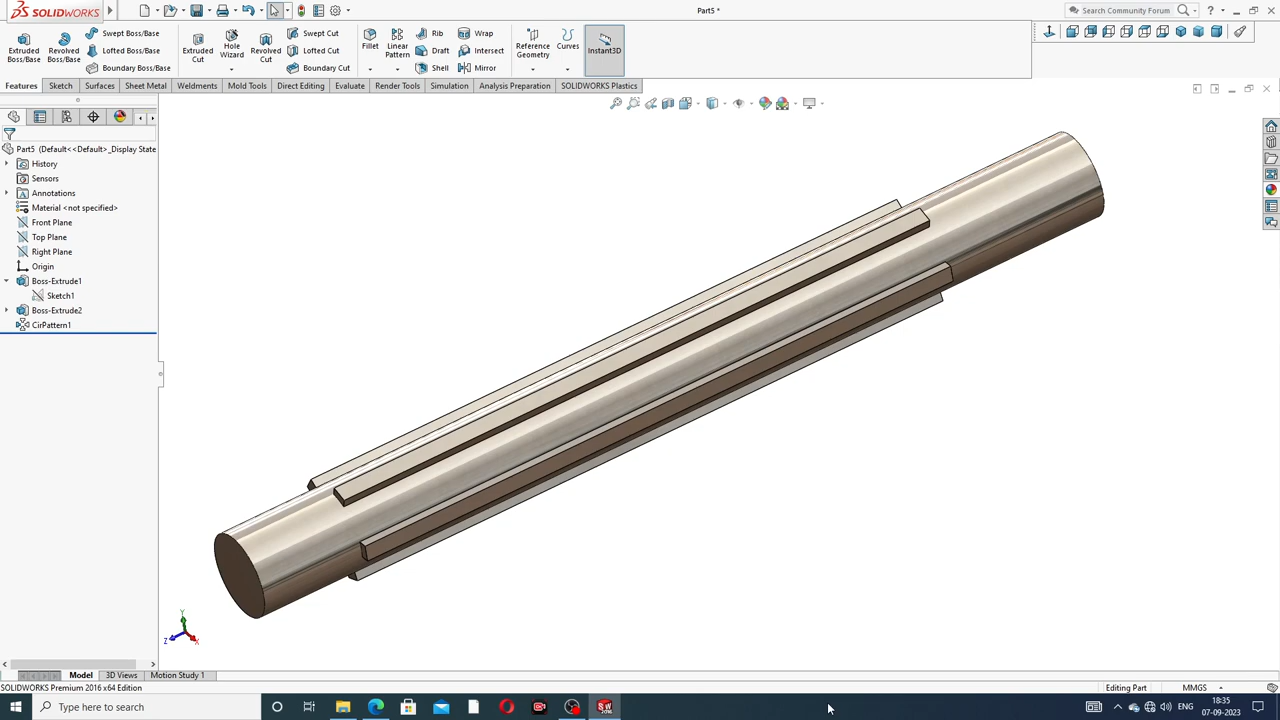 SOLIDWORKS
Part5 *
Search Community Forum
Extruded Boss/Base
Revolved Boss/Base
Swept Boss/Base
Lofted Boss/Base
Boundary Boss/Base
Extruded Cut
Hole Wizard
Revolved Cut
Swept Cut
Lofted Cut
Boundary Cut
Fillet
Linear Pattern
Rib
Draft
Shell
Wrap
Intersect
Mirror
Reference Geometry
Curves
Instant3D
Features
Sketch
Surfaces
Sheet Metal
Weldments
Mold Tools
Direct Editing
Evaluate
Render Tools
Simulation
Analysis Preparation
SOLIDWORKS Plastics
Part5 (Default<<Default>_Display State
History
Sensors
Annotations
Material <not specified>
Front Plane
Top Plane
Right Plane
Origin
Boss-Extrude1
Sketch1
Boss-Extrude2
CirPattern1
Y
Z
X
Model
3D Views
Motion Study 1
SOLIDWORKS Premium 2016 x64 Edition
Editing Part
MMGS
Type here to search
ENG
18:35
07-09-2023